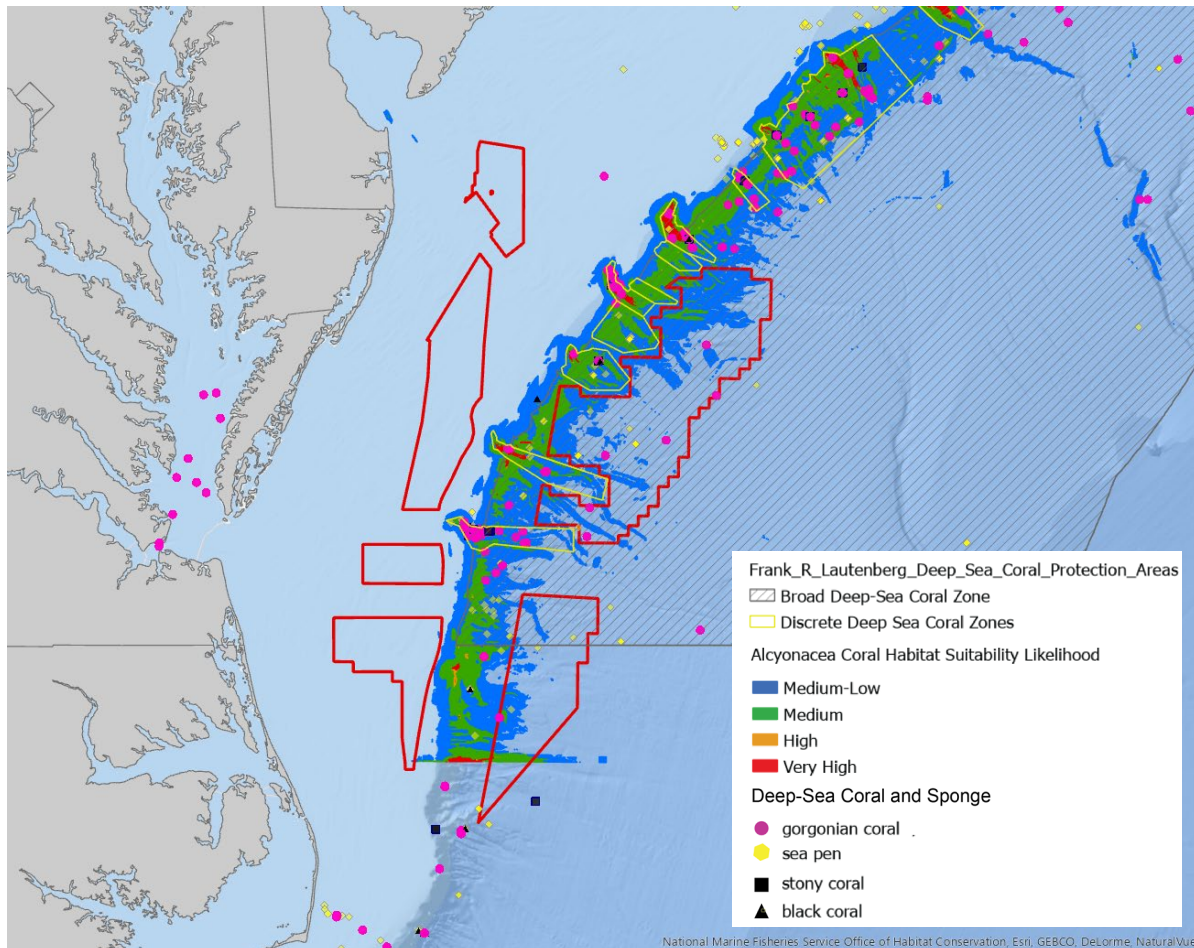 Frank_R_Lautenberg_Deep_Sea_Coral_Protection_Areas
Broad Deep-Sea Coral Zone
Discrete Deep Sea Coral Zones
Alcyonacea Coral Habitat Suitability Likelihood
Medium-Low
Medium
High
Very High
Deep-Sea Coral and Sponge
gorgonian coral .
sea pen
stony coral
black coral
National Marine Fisheries Service Office of Habitat Conservation, Esri, GEBCO, DeLorme, NaturalVue